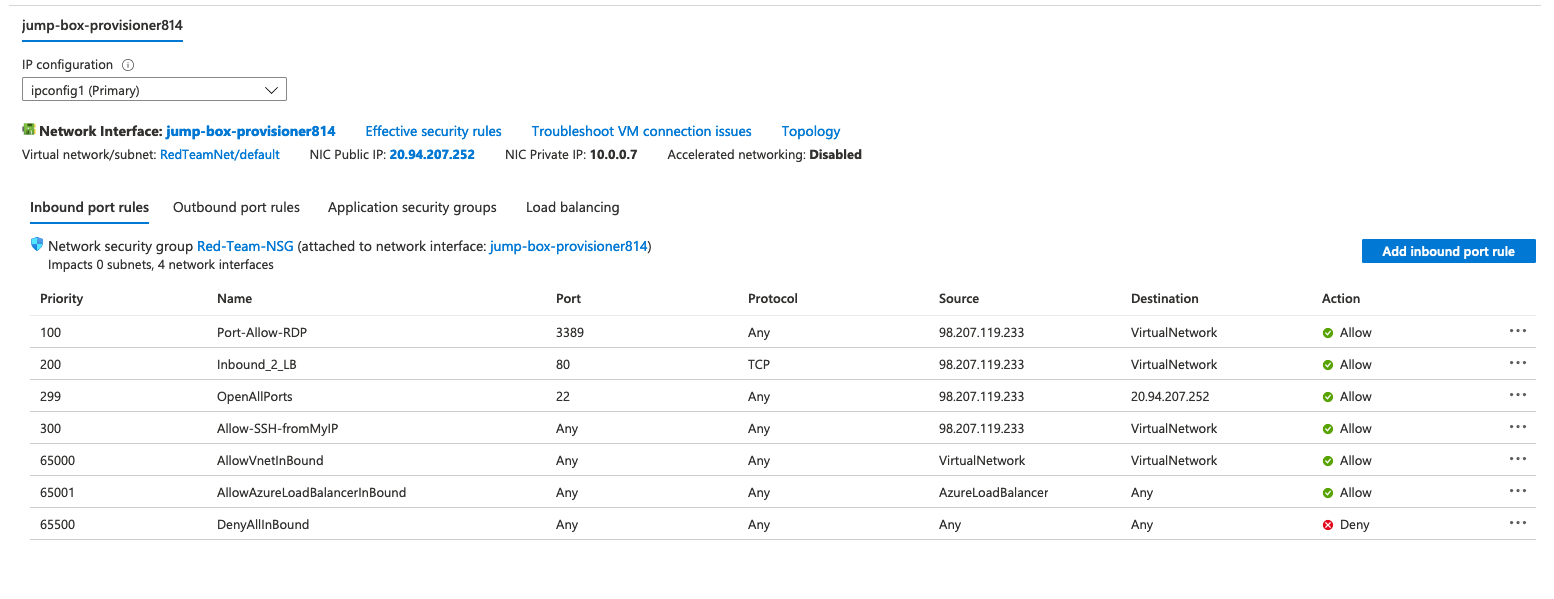 jump-box-provisioner814
IP configuration
ipconfig1 (Primary)
Network Interface: jump-box-provisioner814 Effective security rules Troubleshoot VM connection issues Topology
Virtual network/subnet: RedTeamNet/default NIC Public IP: 20.94.207.252 NIC Private IP: 10.0.0.7 Accelerated networking: Disabled
Inbound port rules Outbound port rules Application security groups Load balancing
Network security group Red-Team-NSG (attached to network interface: jump-box-provisioner814)
Impacts 0 subnets, 4 network interfaces
Add inbound port rule
Priority Name Port Protocol Source Destination Action
100 Port-Allow-RDP 3389 Any 98.207.119.233 VirtualNetwork Allow
200 Inbound_2_LB 80 TCP 98.207.119.233 VirtualNetwork Allow
299 OpenAllPorts 22 Any 98.207.119.233 20.94.207.252 Allow
300 Allow-SSH-fromMyIP Any Any 98.207.119.233 VirtualNetwork Allow
65000 AllowVnetInBound Any Any VirtualNetwork VirtualNetwork Allow
65001 AllowAzureLoadBalancerInBound Any Any AzureLoadBalancer Any Allow
65500 DenyAllInBound Any Any Any Any Deny